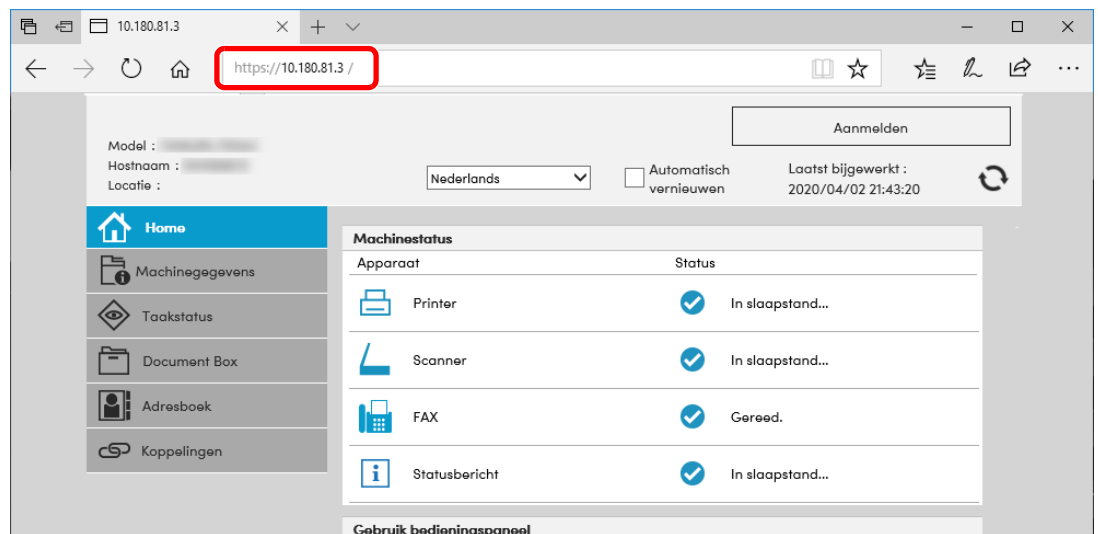 10.180.81.3
https://10.180.81.3 /
Aanmelden
Model :
Hostnaam :
Locatie :
Nederlands
Automatisch
vernieuwen
Laatst bijgewerkt :
2020/04/02 21:43:20
Home
Machinegegevens
Taakstatus
Document Box
Adresboek
Koppelingen
Machinestatus
Apparaat Status
Printer In slaapstand...
Scanner In slaapstand...
FAX Gereed.
Statusbericht In slaapstand...
Gebruik bedieningspaneel